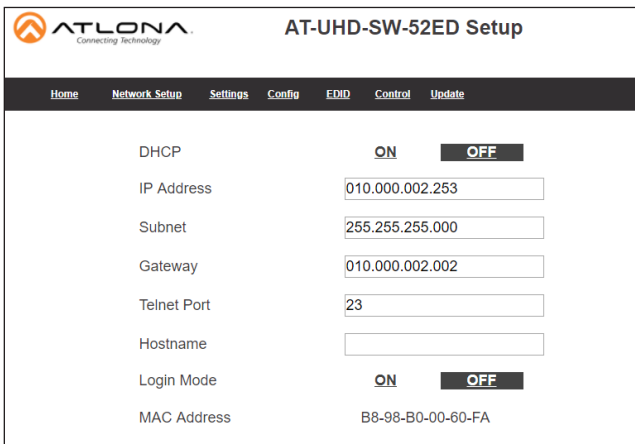 ATLONA.
Connecting Technology
AT-UHD-SW-52ED Setup
Home Network Setup Settings Config EDID Control Update
DHCP ON OFF
IP Address 010.000.002.253
Subnet 255.255.255.000
Gateway 010.000.002.002
Telnet Port 23
Hostname
Login Mode ON OFF
MAC Address B8-98-B0-00-60-FA